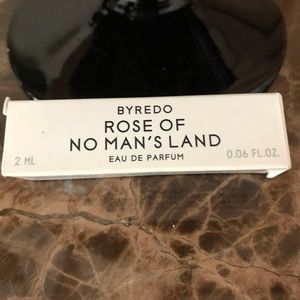 BYREDO
ROSE OF
NO MAN'S LAND
EAU DE PARFUM
2 ML
0.06 FL.OZ.